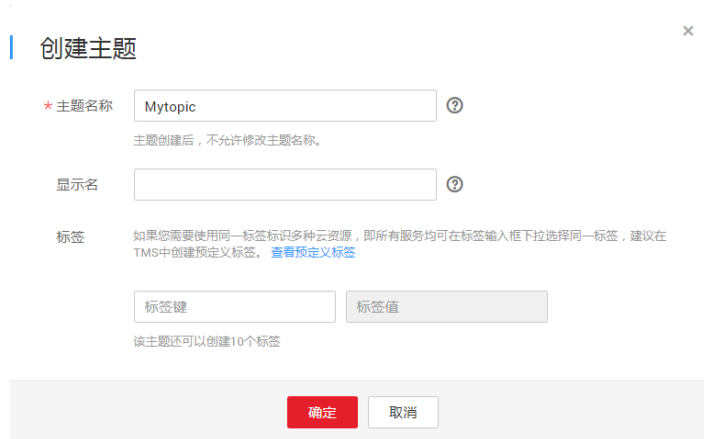 创建主题
×
* 主题名称 Mytopic ?
主题创建后，不允许修改主题名称。
显示名 ?
标签 如果您需要使用同一标签标识多种云资源，即所有服务均可在标签输入框下拉选择同一标签，建议在
TMS中创建预定义标签。 查看预定义标签
标签键 标签值
该主题还可以创建10个标签
确定 取消